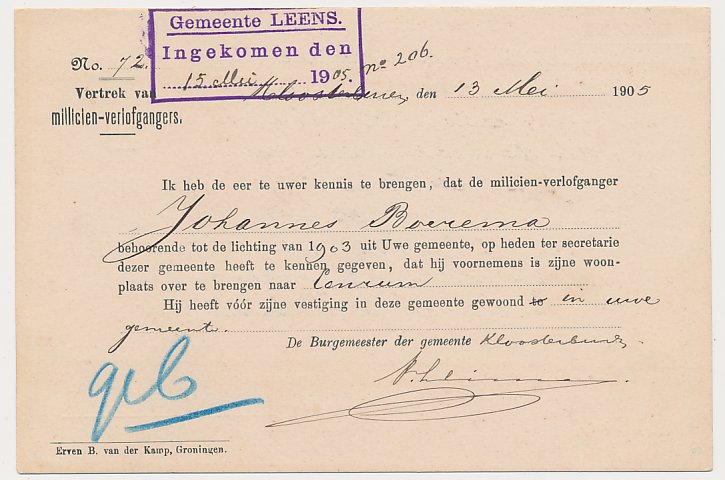 Gemeente LEENS.
Ingekomen den
15 Mei 1905.
no 206.
No. 72.
Vertrek van
millicien-verlofgangers.
Kloosterburen, den 13 Mei 1905
Ik heb de eer te uwer kennis te brengen, dat de milicien-verlofganger
Johannes Boerema
behoorende tot de lichting van 1903 uit Uwe gemeente, op heden ter secretarie
dezer gemeente heeft te kennen gegeven, dat hij voornemens is zijne woon-
plaats over te brengen naar Eenrum
Hij heeft vóór zijne vestiging in deze gemeente gewoond te in uwe
gemeente.
De Burgemeester der gemeente Kloosterburen,
geb
Erven B. van der Kamp, Groningen.